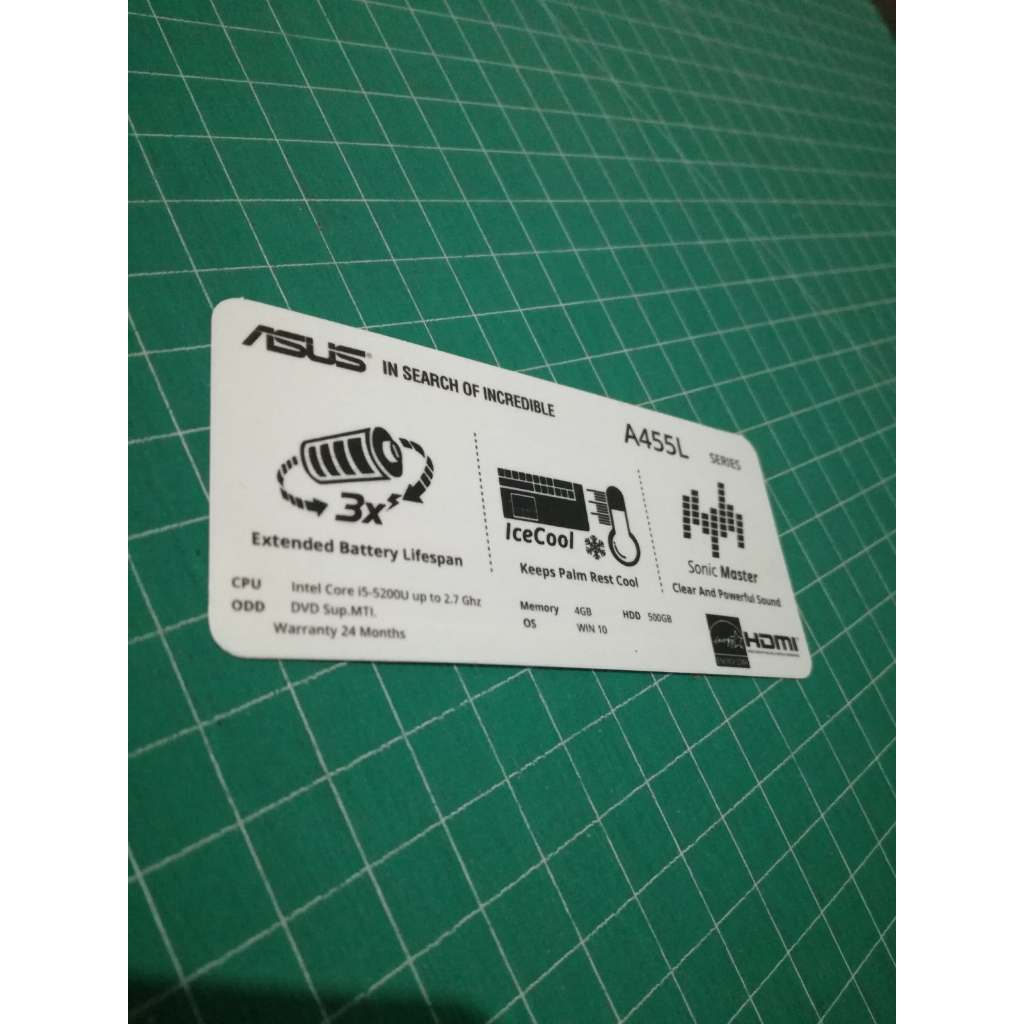 ASUS IN SEARCH OF INCREDIBLE
A455L SERIES
3x
Extended Battery Lifespan
IceCool
Keeps Palm Rest Cool
Sonic Master
Clear And Powerful Sound
CPU Intel Core i5-5200U up to 2.7 Ghz
ODD DVD Sup.MTI.
Warranty 24 Months
Memory 4GB HDD 500GB
OS WIN 10
ENERGY STAR
HDMI